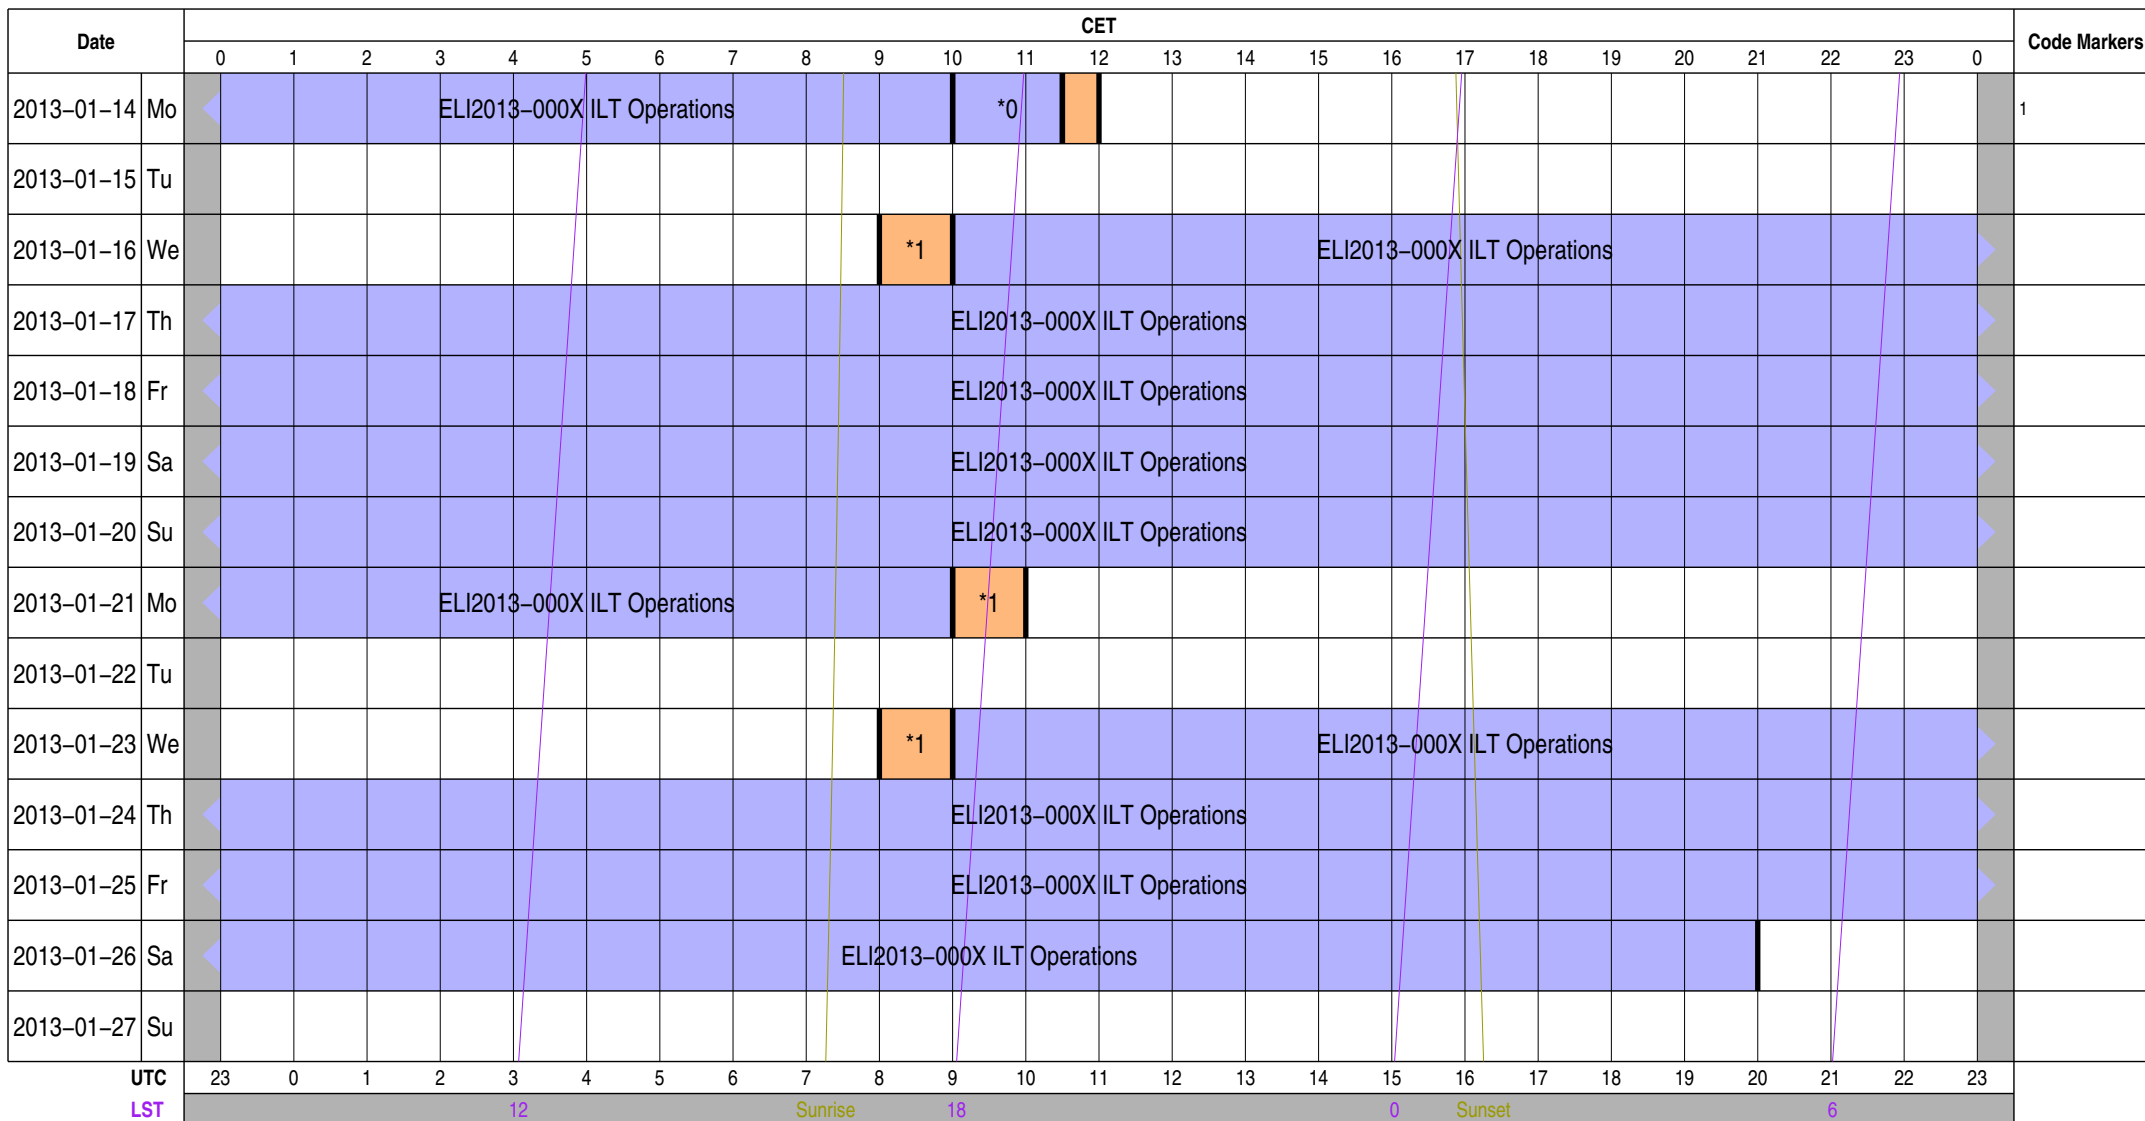 CET
Date
Code Markers
0 1 2 3 4 5 6 7 8 9 10 11 12 13 14 15 16 17 18 19 20 21 22 23 0
2013-01-14 Mo ELI2013-000X ILT Operations *0 1
2013-01-15 Tu
2013-01-16 We *1 ELI2013-000X ILT Operations
2013-01-17 Th ELI2013-000X ILT Operations
2013-01-18 Fr ELI2013-000X ILT Operations
2013-01-19 Sa ELI2013-000X ILT Operations
2013-01-20 Su ELI2013-000X ILT Operations
2013-01-21 Mo ELI2013-000X ILT Operations *1
2013-01-22 Tu
2013-01-23 We *1 ELI2013-000X ILT Operations
2013-01-24 Th ELI2013-000X ILT Operations
2013-01-25 Fr ELI2013-000X ILT Operations
2013-01-26 Sa ELI2013-000X ILT Operations
2013-01-27 Su
UTC 23 0 1 2 3 4 5 6 7 8 9 10 11 12 13 14 15 16 17 18 19 20 21 22 23
LST 12 Sunrise 18 0 Sunset 6